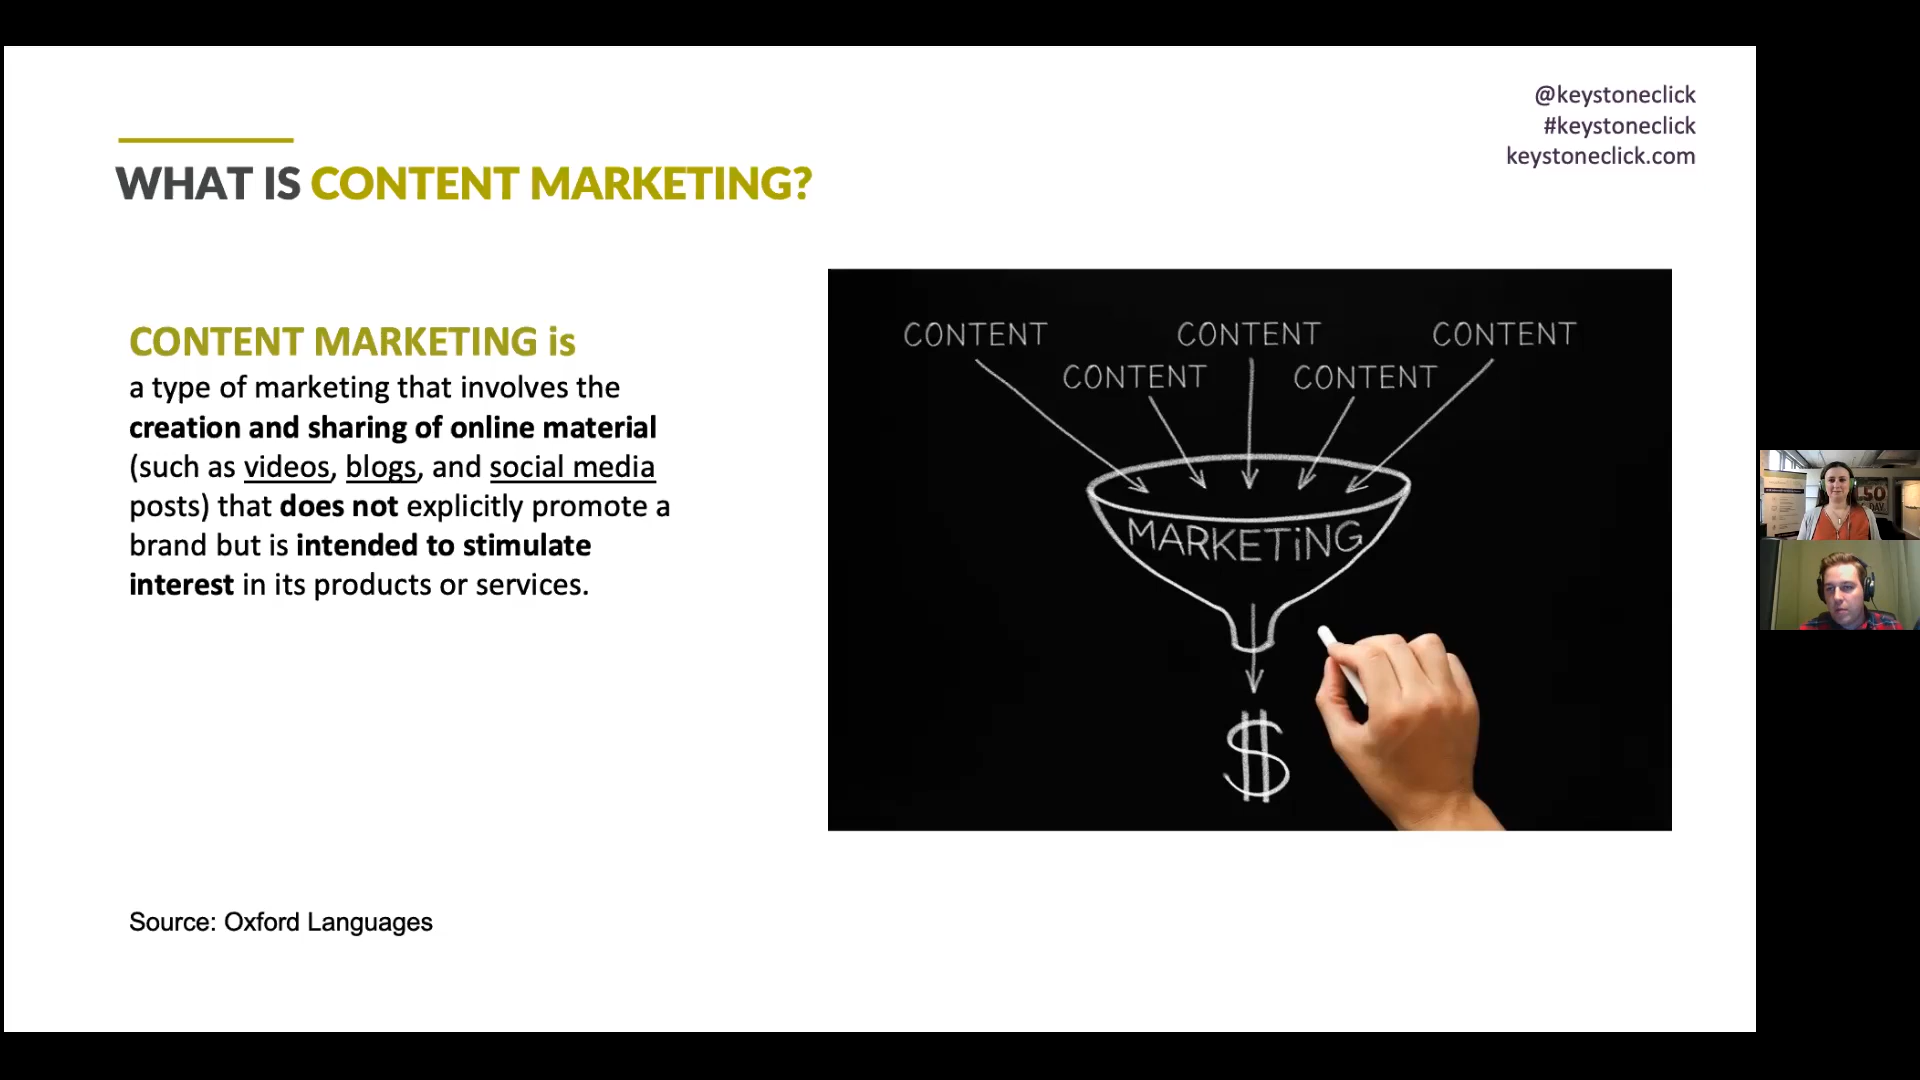 @keystoneclick
#keystoneclick
keystoneclick.com
WHAT IS CONTENT MARKETING?
CONTENT MARKETING is
a type of marketing that involves the
creation and sharing of online material
(such as videos, blogs, and social media
posts) that does not explicitly promote a
brand but is intended to stimulate
interest in its products or services.
CONTENT CONTENT CONTENT
CONTENT CONTENT
MARKETiNG
$
Source: Oxford Languages